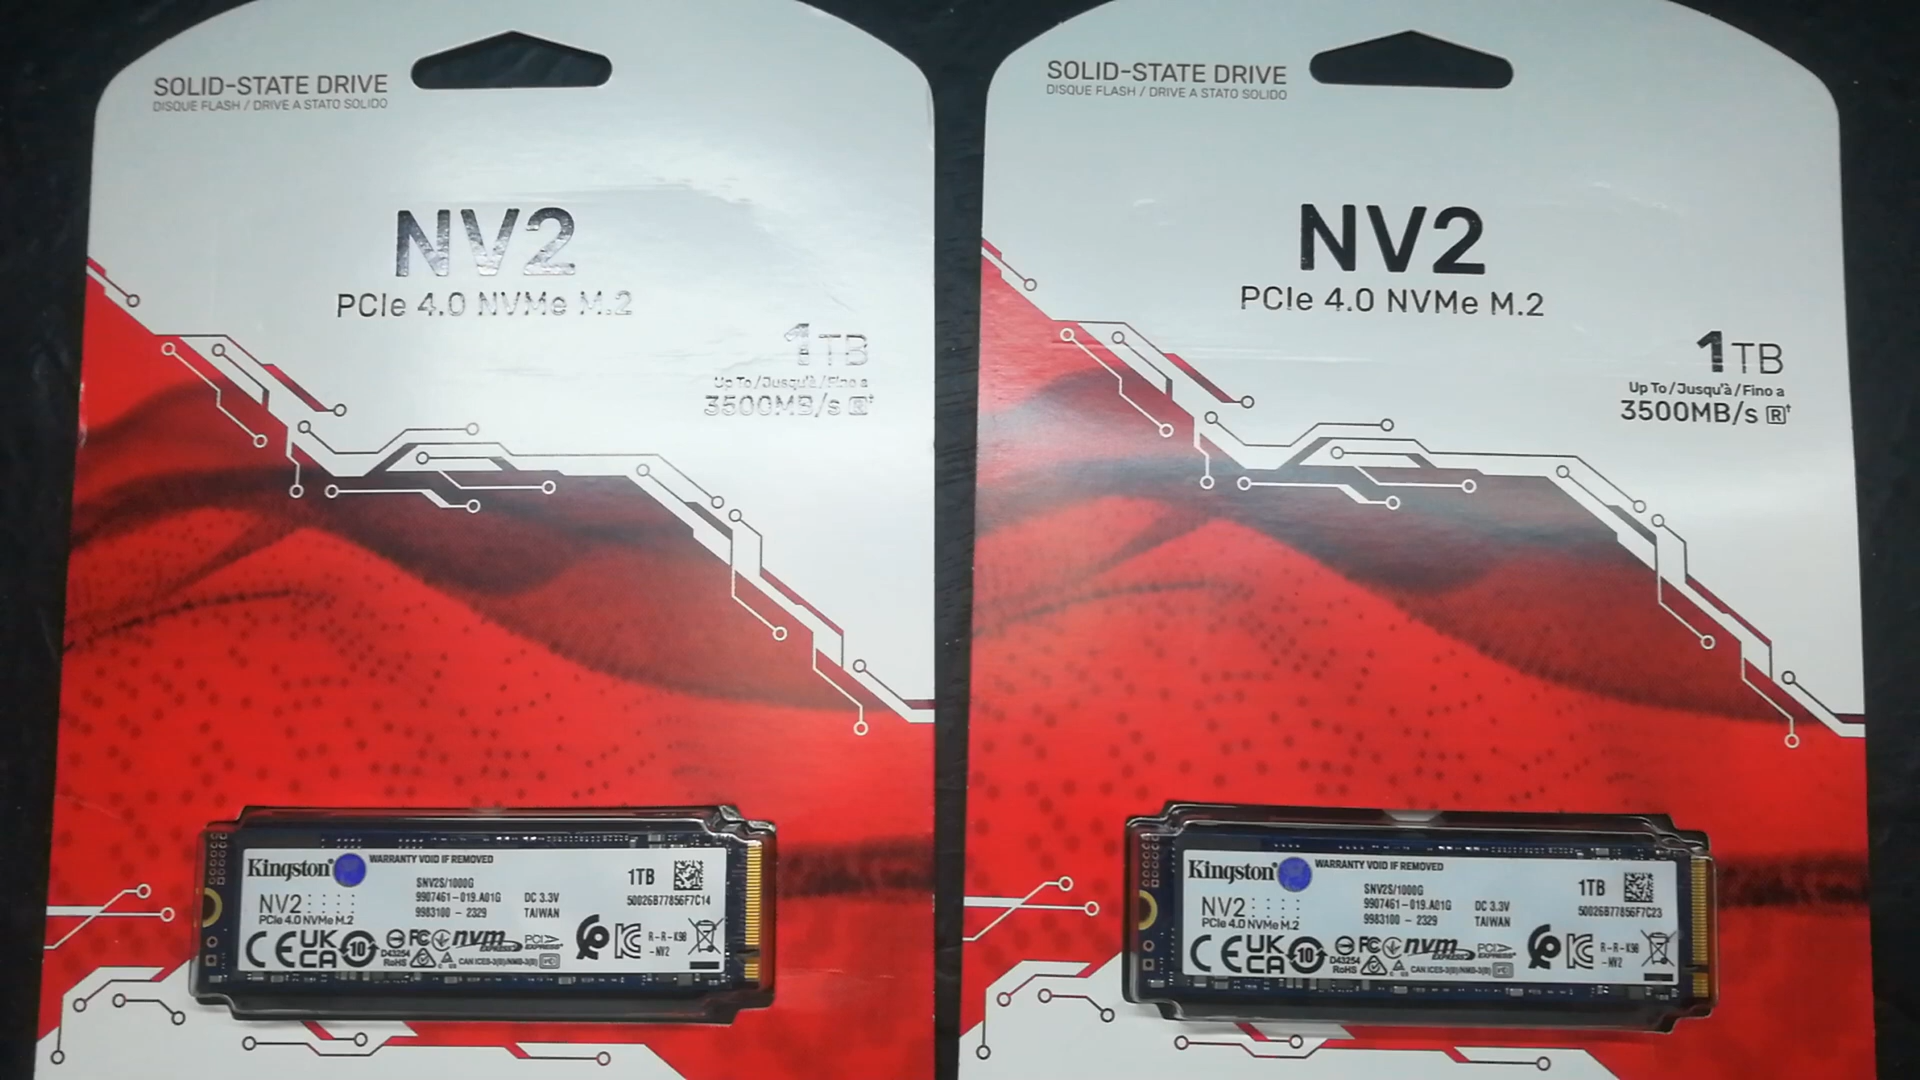 SOLID-STATE DRIVE
DISQUE FLASH / DRIVE A STATO SOLIDO
NV2
PCIe 4.0 NVMe M.2
1TB
Up To/Jusqu'à/Fino a
3500MB/s R†
Kingston
WARRANTY VOID IF REMOVED
SNV2S/1000G
9907461-019.A01G
9983100 - 2329
DC 3.3V
TAIWAN
1TB
50026B77856F7C14
NV2
PCIe 4.0 NVMe M.2
CE UK CA 10
FC
D43254
RoHS
nvm EXPRESS
PCI EXPRESS
CAN ICES-3(B)/NMB-3(B)
R-R-K98
-NV2
SOLID-STATE DRIVE
DISQUE FLASH / DRIVE A STATO SOLIDO
NV2
PCIe 4.0 NVMe M.2
1TB
Up To/Jusqu'à/Fino a
3500MB/s R†
Kingston
WARRANTY VOID IF REMOVED
SNV2S/1000G
9907461-019.A01G
9983100 - 2329
DC 3.3V
TAIWAN
1TB
50026B77856F7C23
NV2
PCIe 4.0 NVMe M.2
CE UK CA 10
FC
D43254
RoHS
nvm EXPRESS
PCI EXPRESS
CAN ICES-3(B)/NMB-3(B)
R-R-K98
-NV2